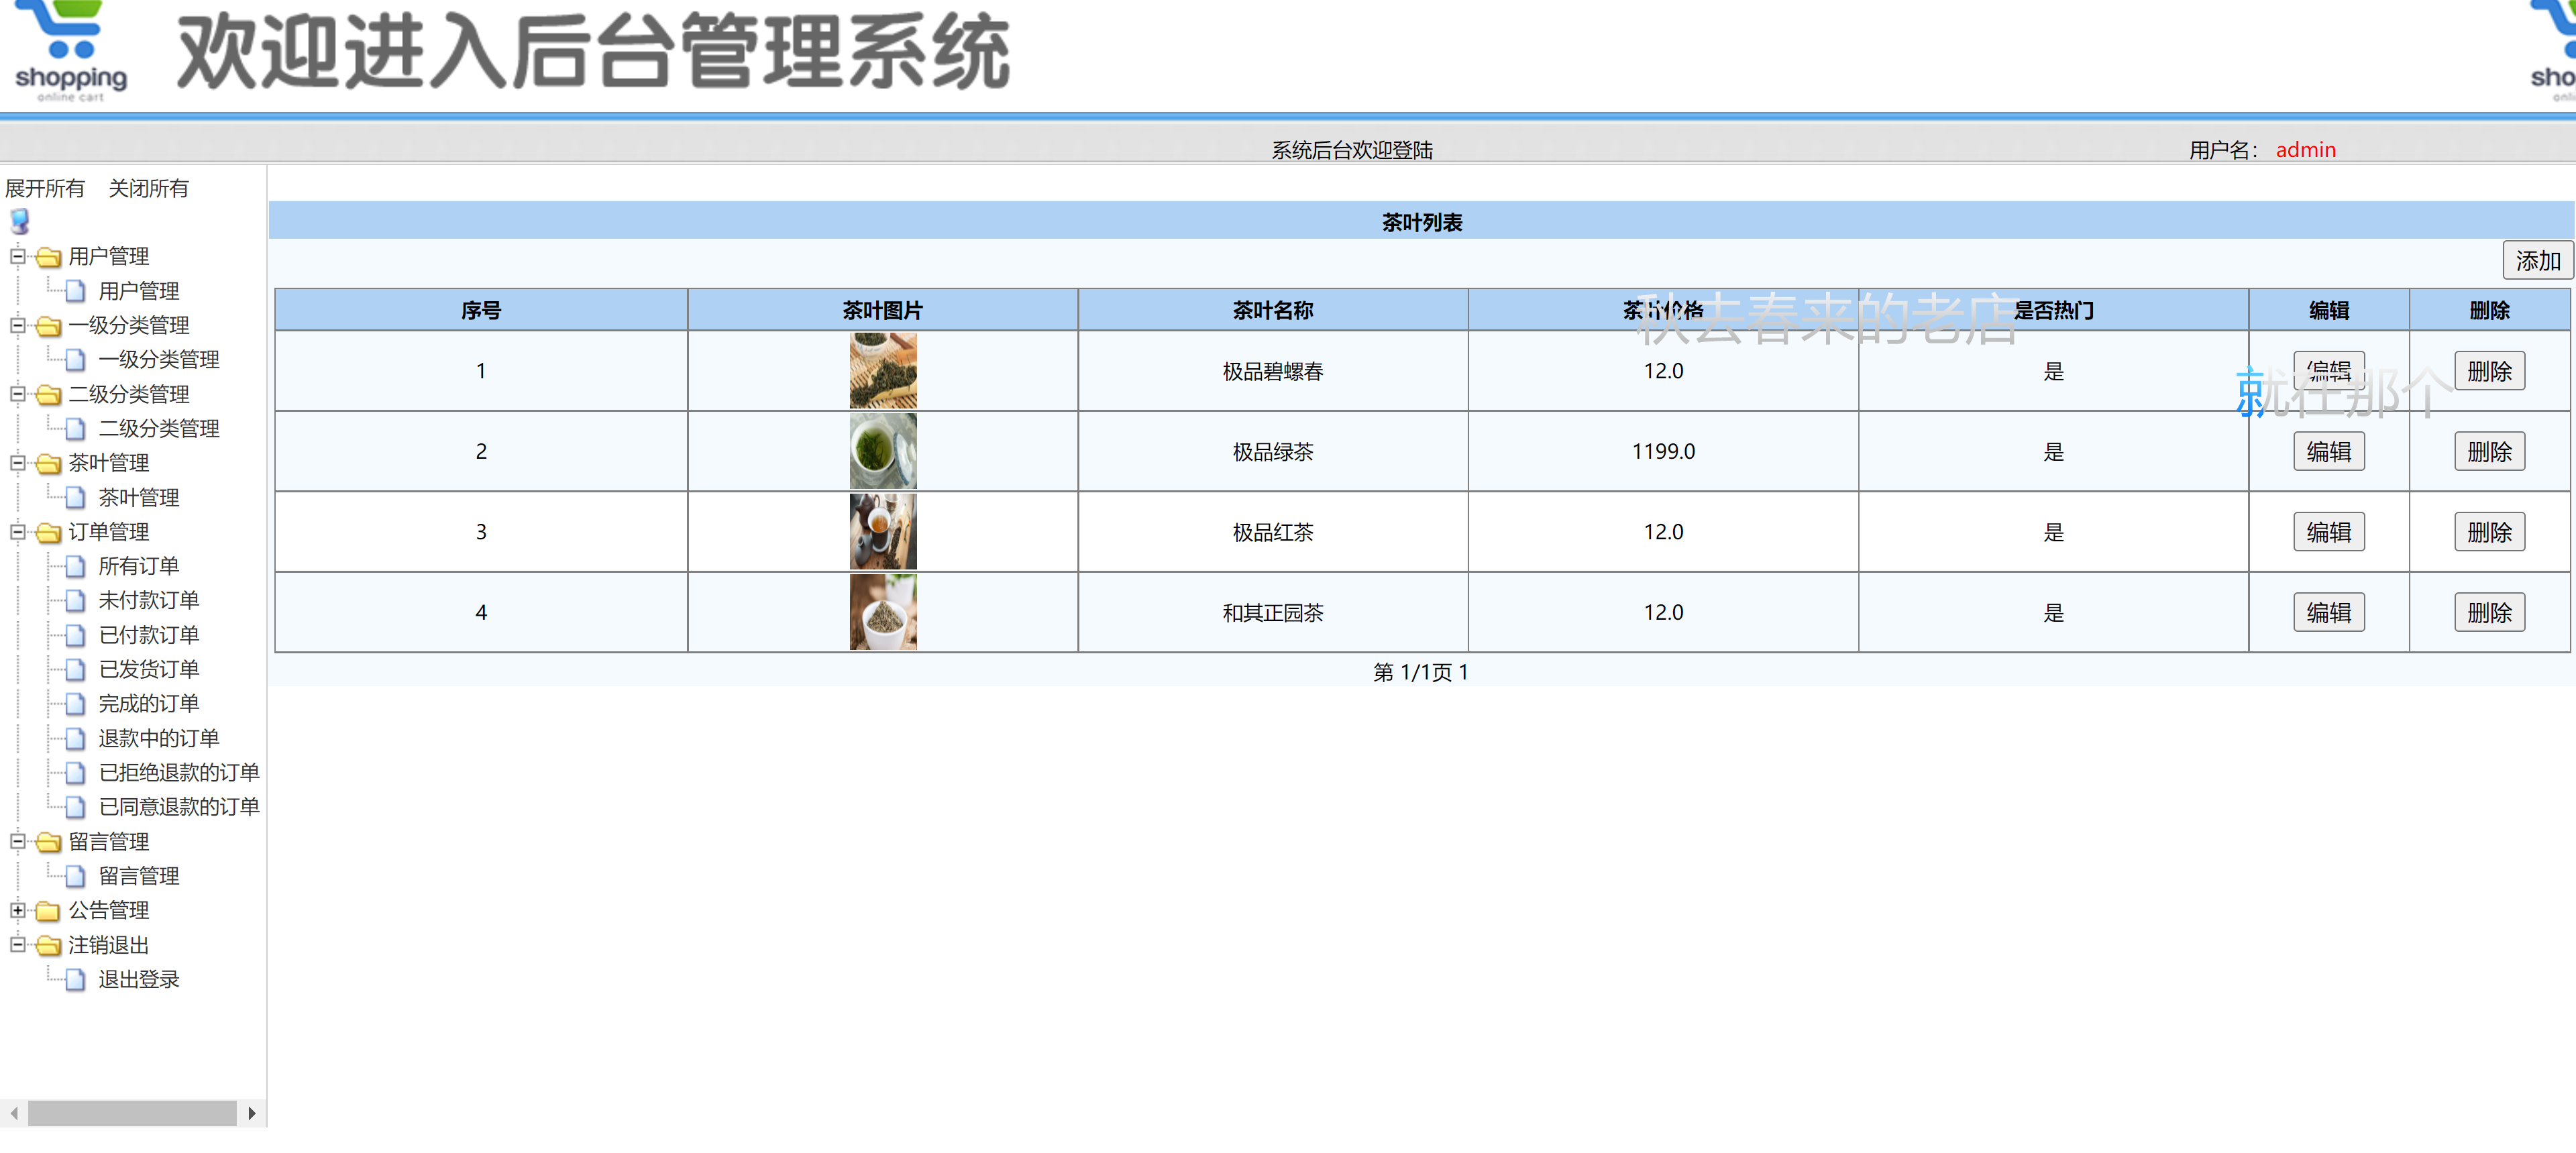 shopping
online cart
欢迎进入后台管理系统
sho
onli
系统后台欢迎登陆
用户名： admin
展开所有 关闭所有
用户管理
用户管理
一级分类管理
一级分类管理
二级分类管理
二级分类管理
茶叶管理
茶叶管理
订单管理
所有订单
未付款订单
已付款订单
已发货订单
完成的订单
退款中的订单
已拒绝退款的订单
已同意退款的订单
留言管理
留言管理
公告管理
注销退出
退出登录
茶叶列表
添加
序号 茶叶图片 茶叶名称 茶叶价格 是否热门 编辑 删除
秋去春来的老店
1 极品碧螺春 12.0 是 编辑 删除
就在那个
2 极品绿茶 1199.0 是 编辑 删除
3 极品红茶 12.0 是 编辑 删除
4 和其正园茶 12.0 是 编辑 删除
第 1/1页 1